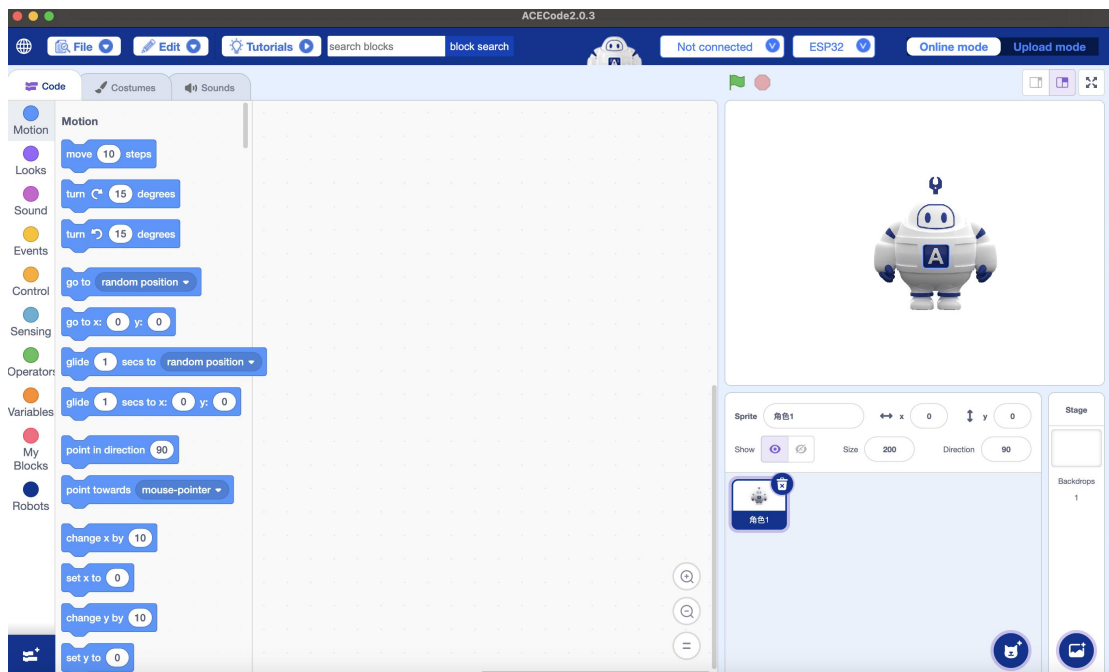 ACECode2.0.3
File
Edit
Tutorials
search blocks
block search
A
Not connected
ESP32
Online mode
Upload mode
Code
Costumes
Sounds
Motion
Looks
Sound
Events
Control
Sensing
Operators
Variables
My
Blocks
Robots
Motion
move 10 steps
turn 15 degrees
turn 15 degrees
go to random position
go to x: 0 y: 0
glide 1 secs to random position
glide 1 secs to x: 0 y: 0
point in direction 90
point towards mouse-pointer
change x by 10
set x to 0
change y by 10
set y to 0
=
A
Sprite 角色1 x 0 y 0
Show Size 200 Direction 90
角色1
Stage
Backdrops
1